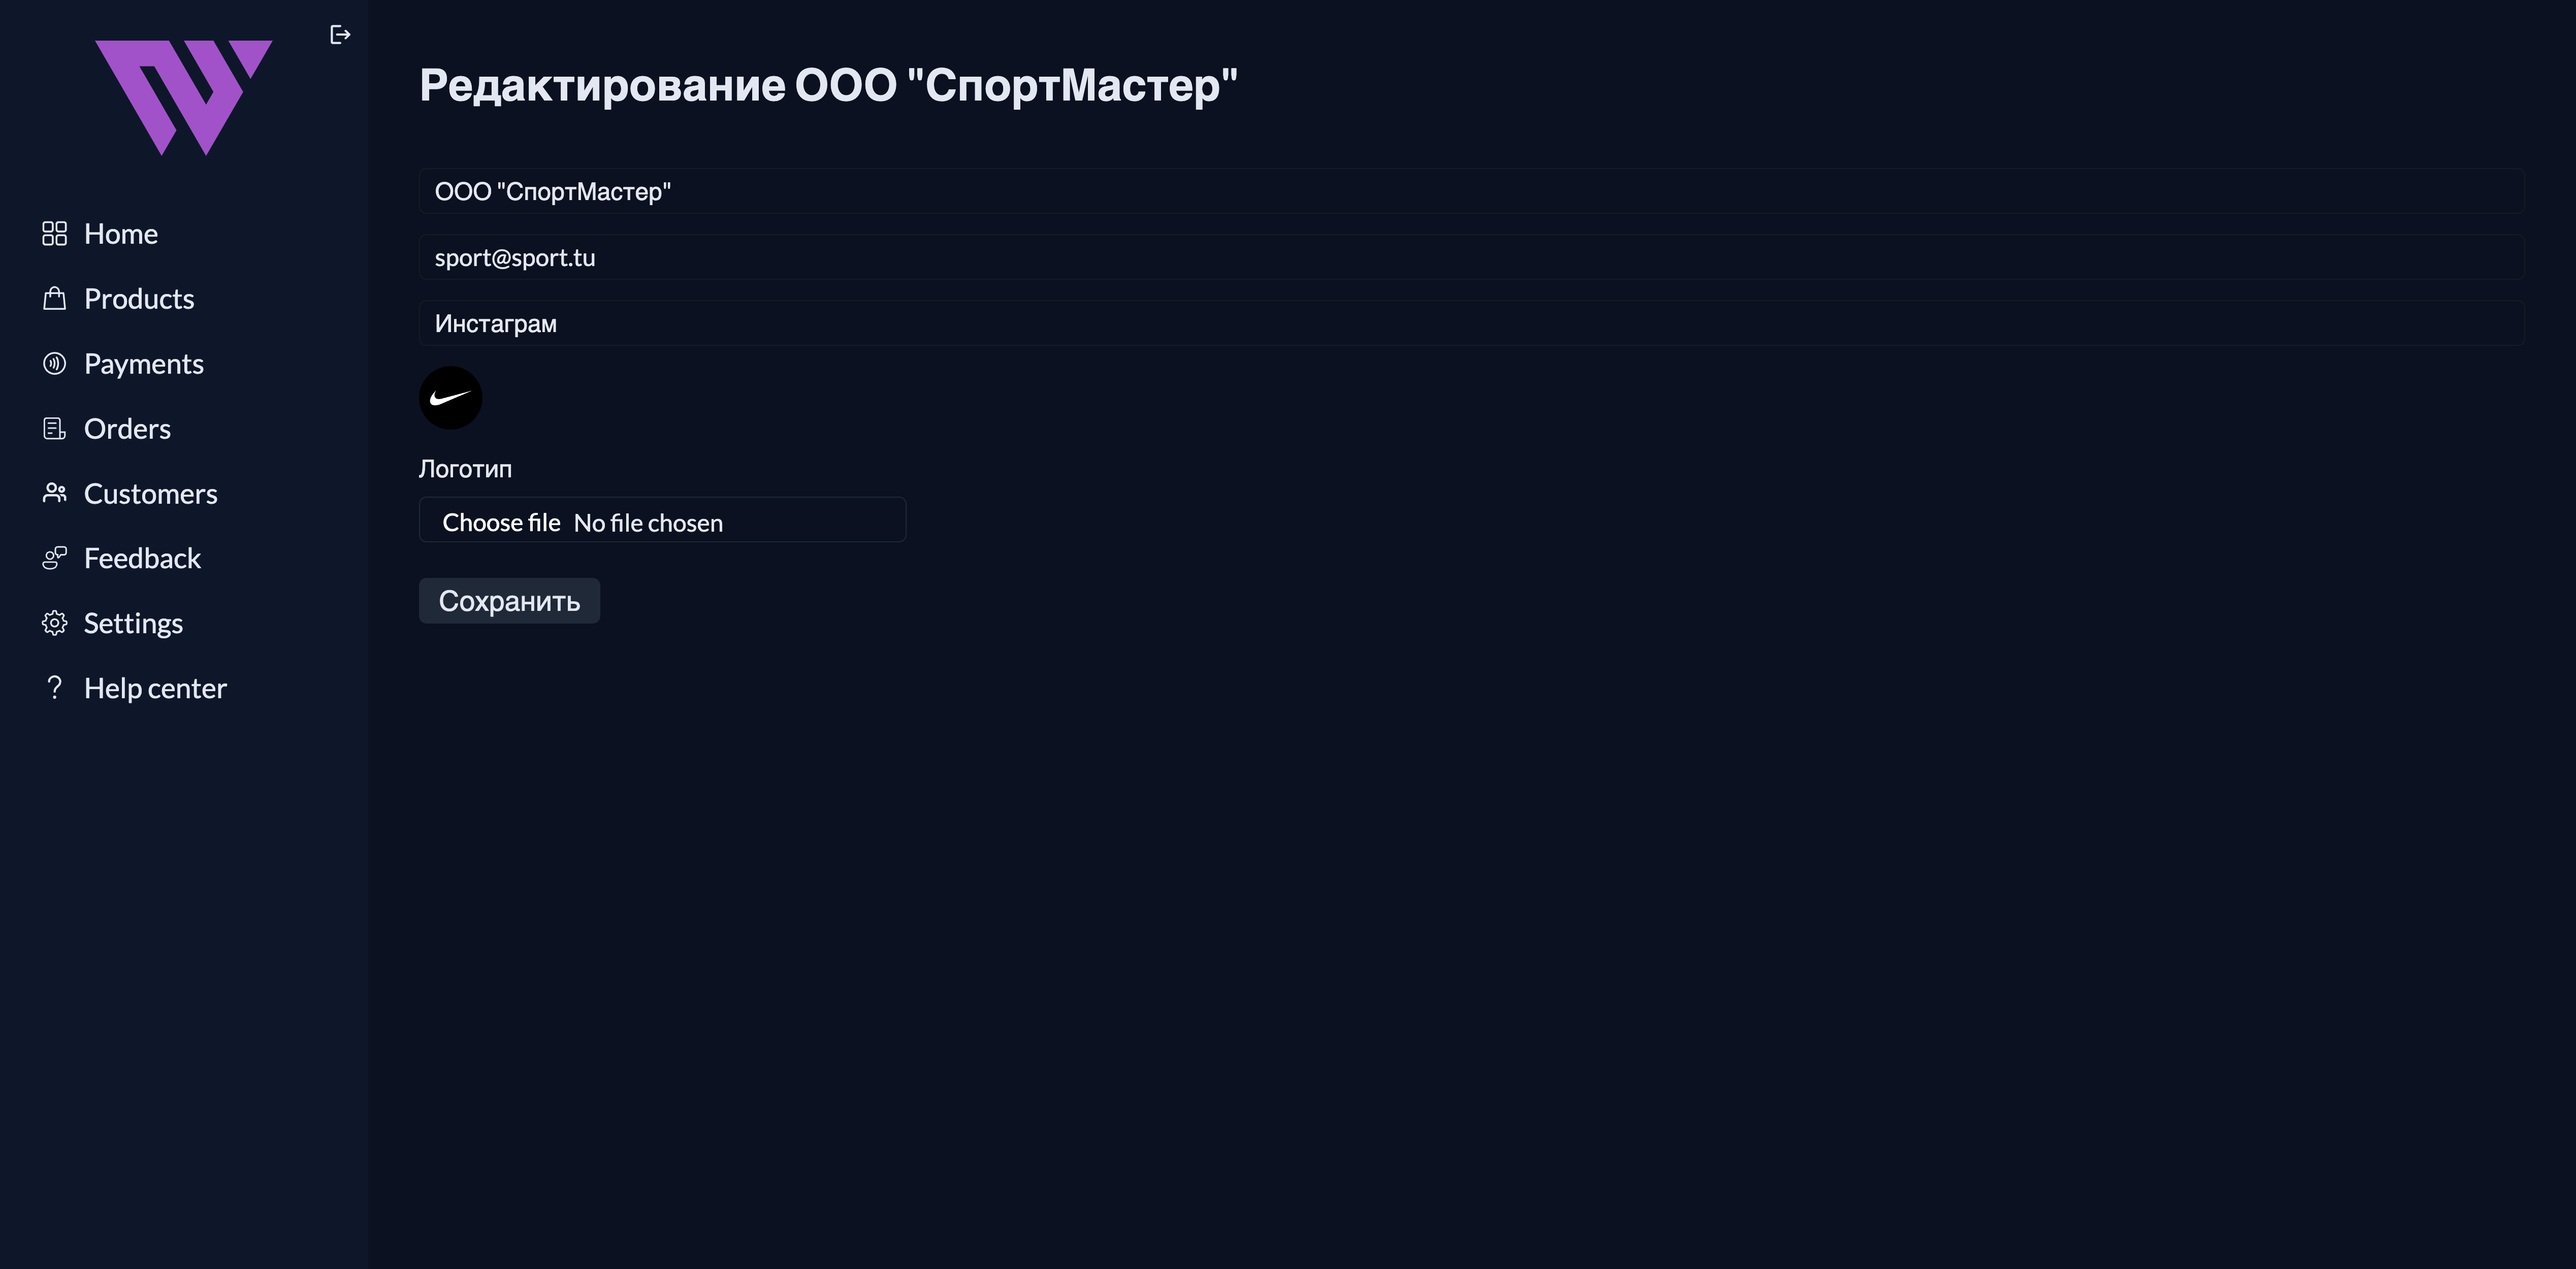 Редактирование ООО "СпортМастер"
Home
Products
Payments
Orders
Customers
Feedback
Settings
Help center
ООО "СпортМастер"
sport@sport.tu
Инстаграм
Логотип
Choose file No file chosen
Сохранить